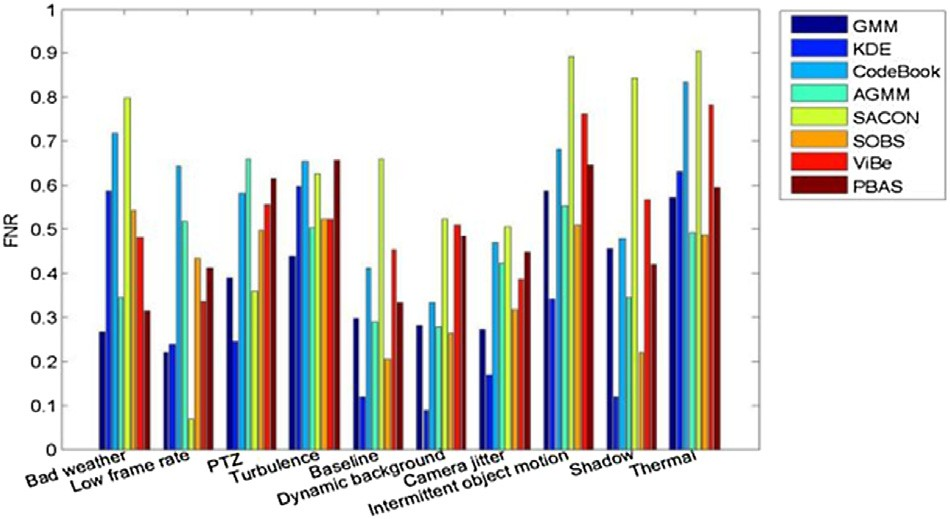 1
0.9
0.8
0.7
0.6
0.5
0.4
0.3
0.2
0.1
0
FNR
Bad weather
Low frame rate
PTZ
Turbulence
Baseline
Dynamic background
Camera jitter
Intermittent object motion
Shadow
Thermal
GMM
KDE
CodeBook
AGMM
SACON
SOBS
ViBe
PBAS